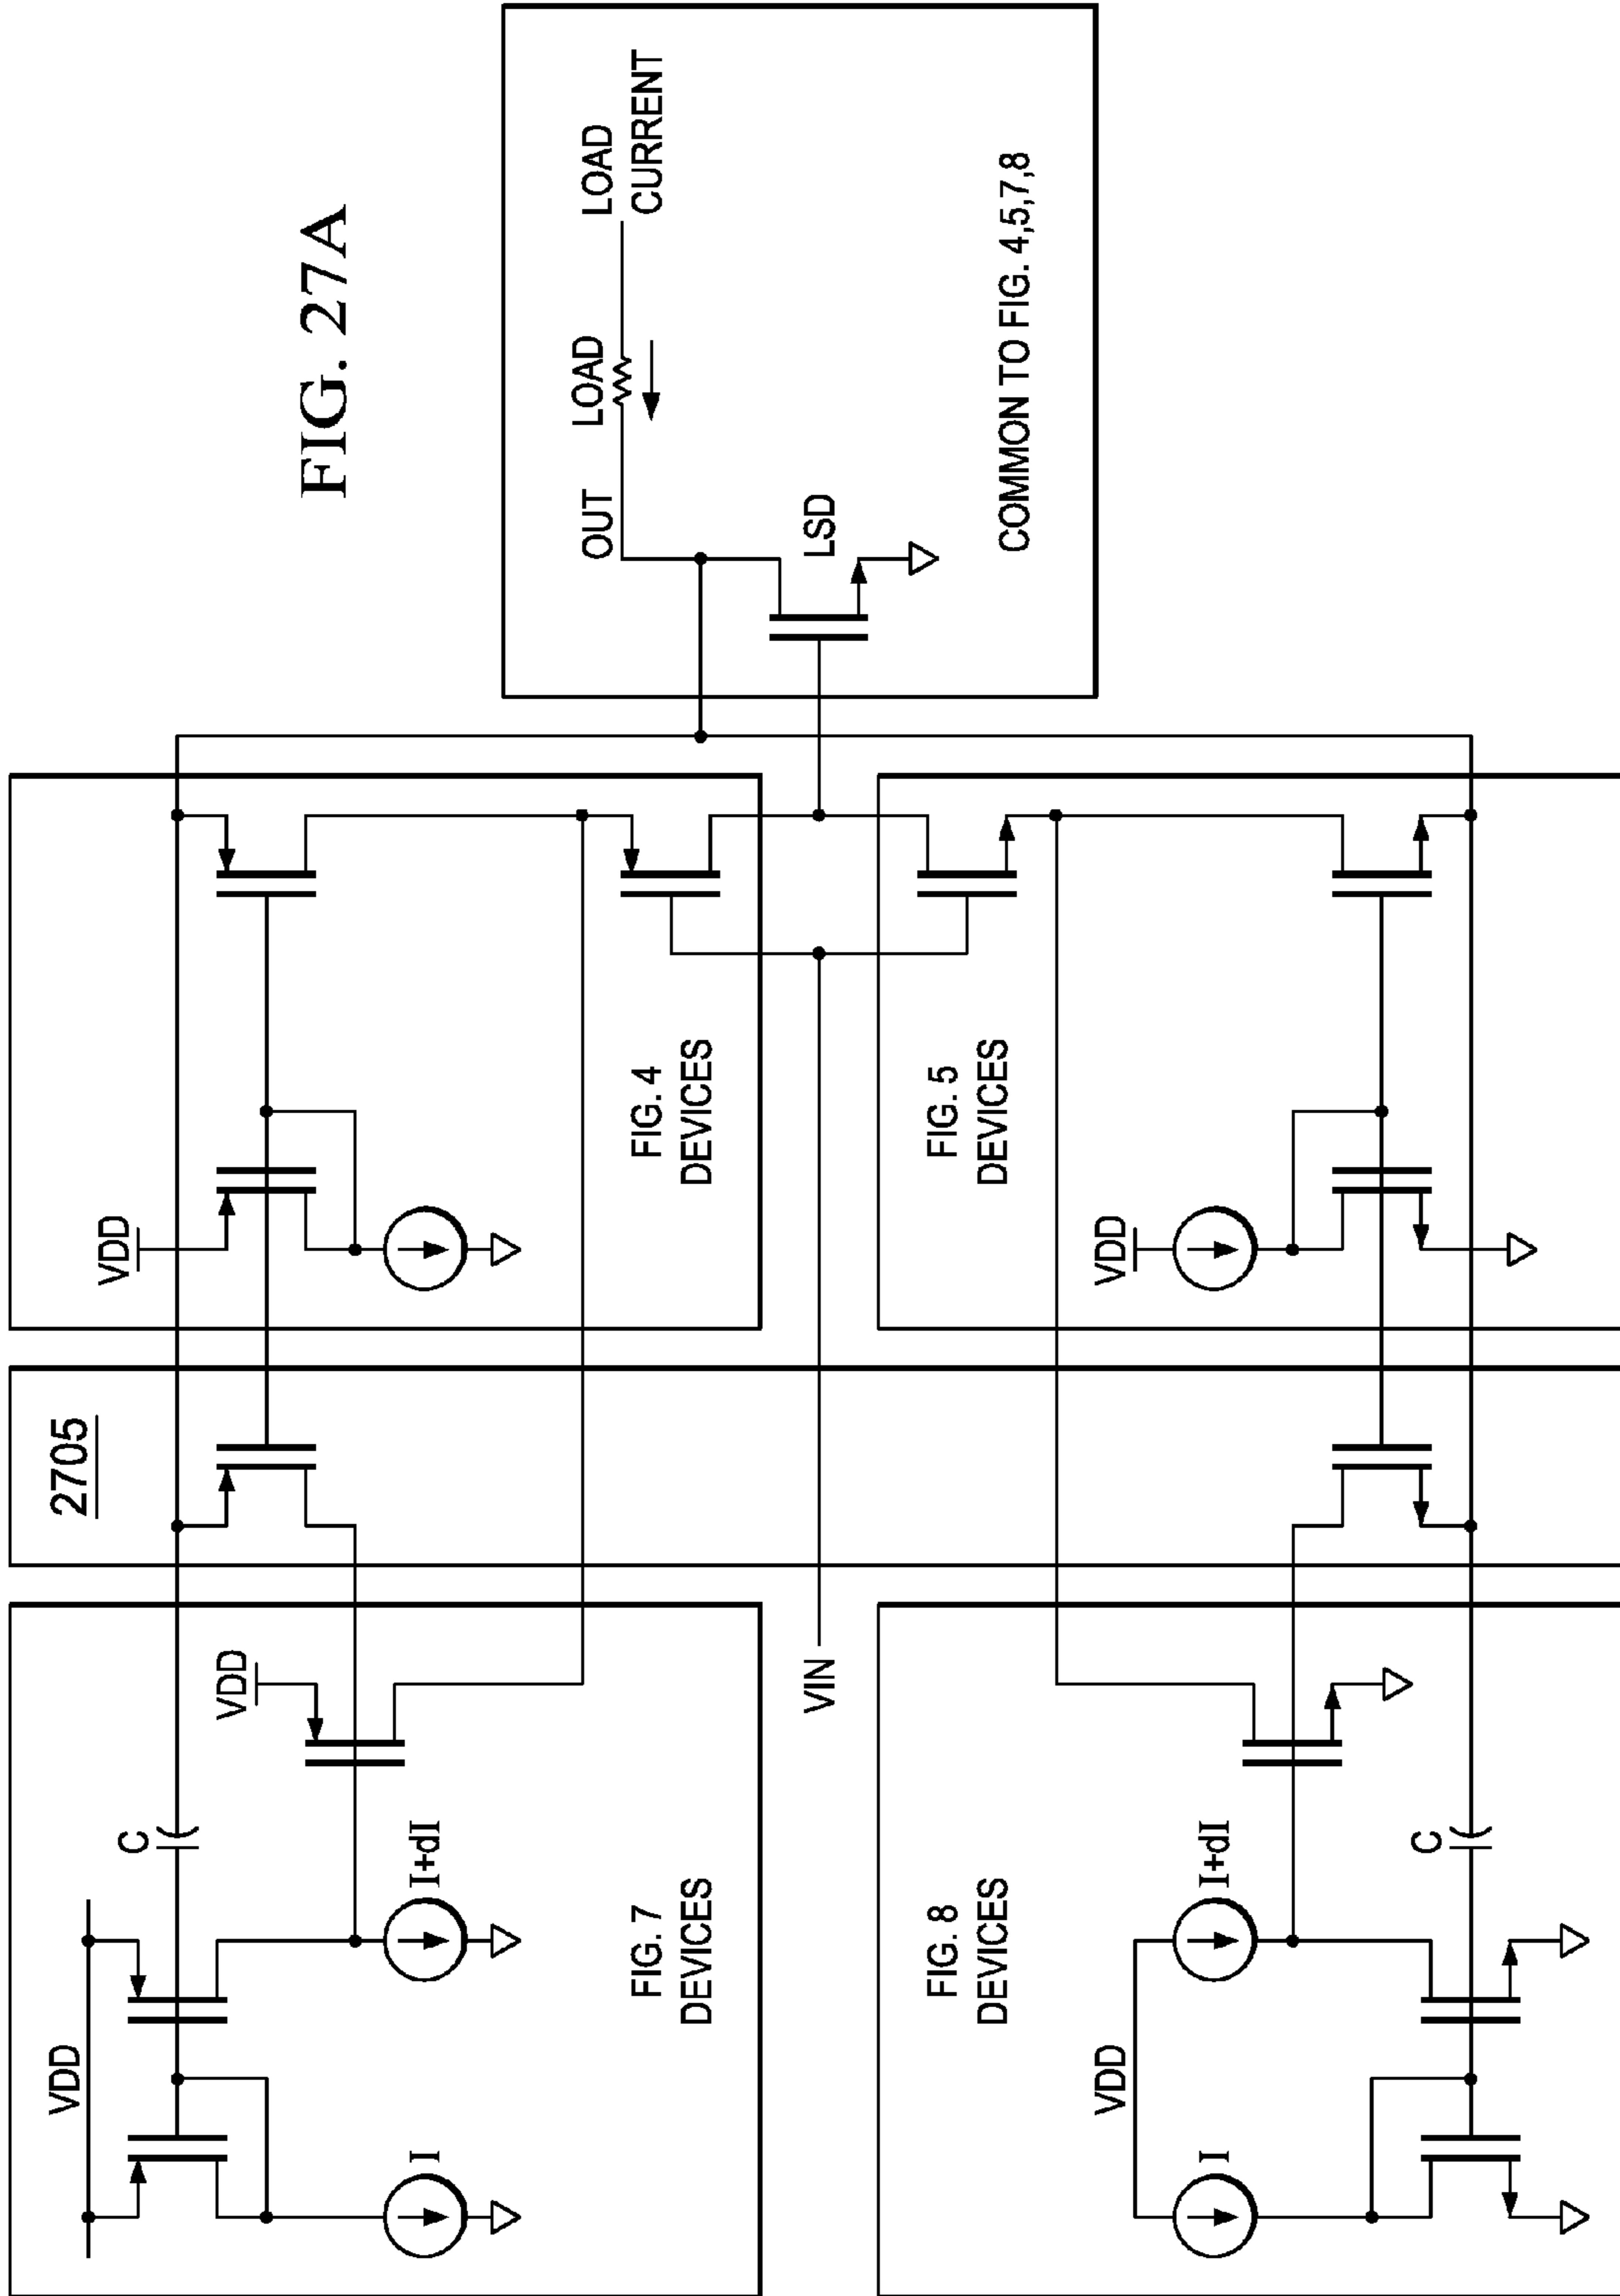 FIG. 27A
2705
VDD
C
VDD
I
I+dI
FIG. 7
DEVICES
VDD
FIG. 4
DEVICES
OUT
LOAD
LOAD
CURRENT
LSD
COMMON TO FIG. 4,5,7,8
VIN
FIG. 8
DEVICES
VDD
I
I+dI
C
FIG. 5
DEVICES
VDD